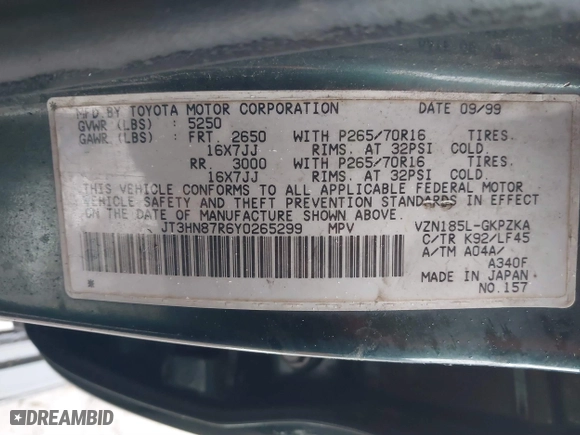 MFD.BY TOYOTA MOTOR CORPORATION DATE 09/99
GVWR (LBS) : 5250
GAWR (LBS) : FRT. 2650 WITH P265/70R16 TIRES.
16X7JJ RIMS. AT 32PSI COLD.
RR. 3000 WITH P265/70R16 TIRES.
16X7JJ RIMS. AT 32PSI COLD.
THIS VEHICLE CONFORMS TO ALL APPLICABLE FEDERAL MOTOR
VEHICLE SAFETY AND THEFT PREVENTION STANDARDS IN EFFECT
ON THE DATE OF MANUFACTURE SHOWN ABOVE.
JT3HN87R6Y0265299 MPV VZN185L-GKPZKA
C/TR K92/LF45
A/TM A04A/
A340F
MADE IN JAPAN
NO.157
DREAMBID